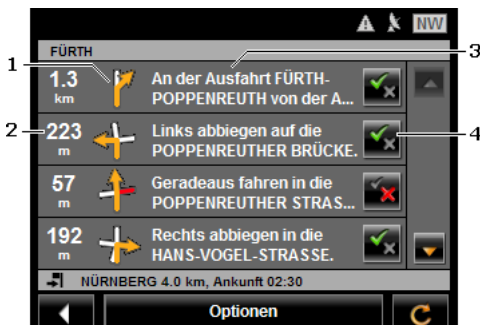 NW
FÜRTH
1
3
1.3
km
An der Ausfahrt FÜRTH-
POPPENREUTH von der A...
2
223
m
Links abbiegen auf die
POPPENREUTHER BRÜCKE.
4
57
m
Geradeaus fahren in die
POPPENREUTHER STRAS...
192
m
Rechts abbiegen in die
HANS-VOGEL-STRASSE.
NÜRNBERG 4.0 km, Ankunft 02:30
Optionen